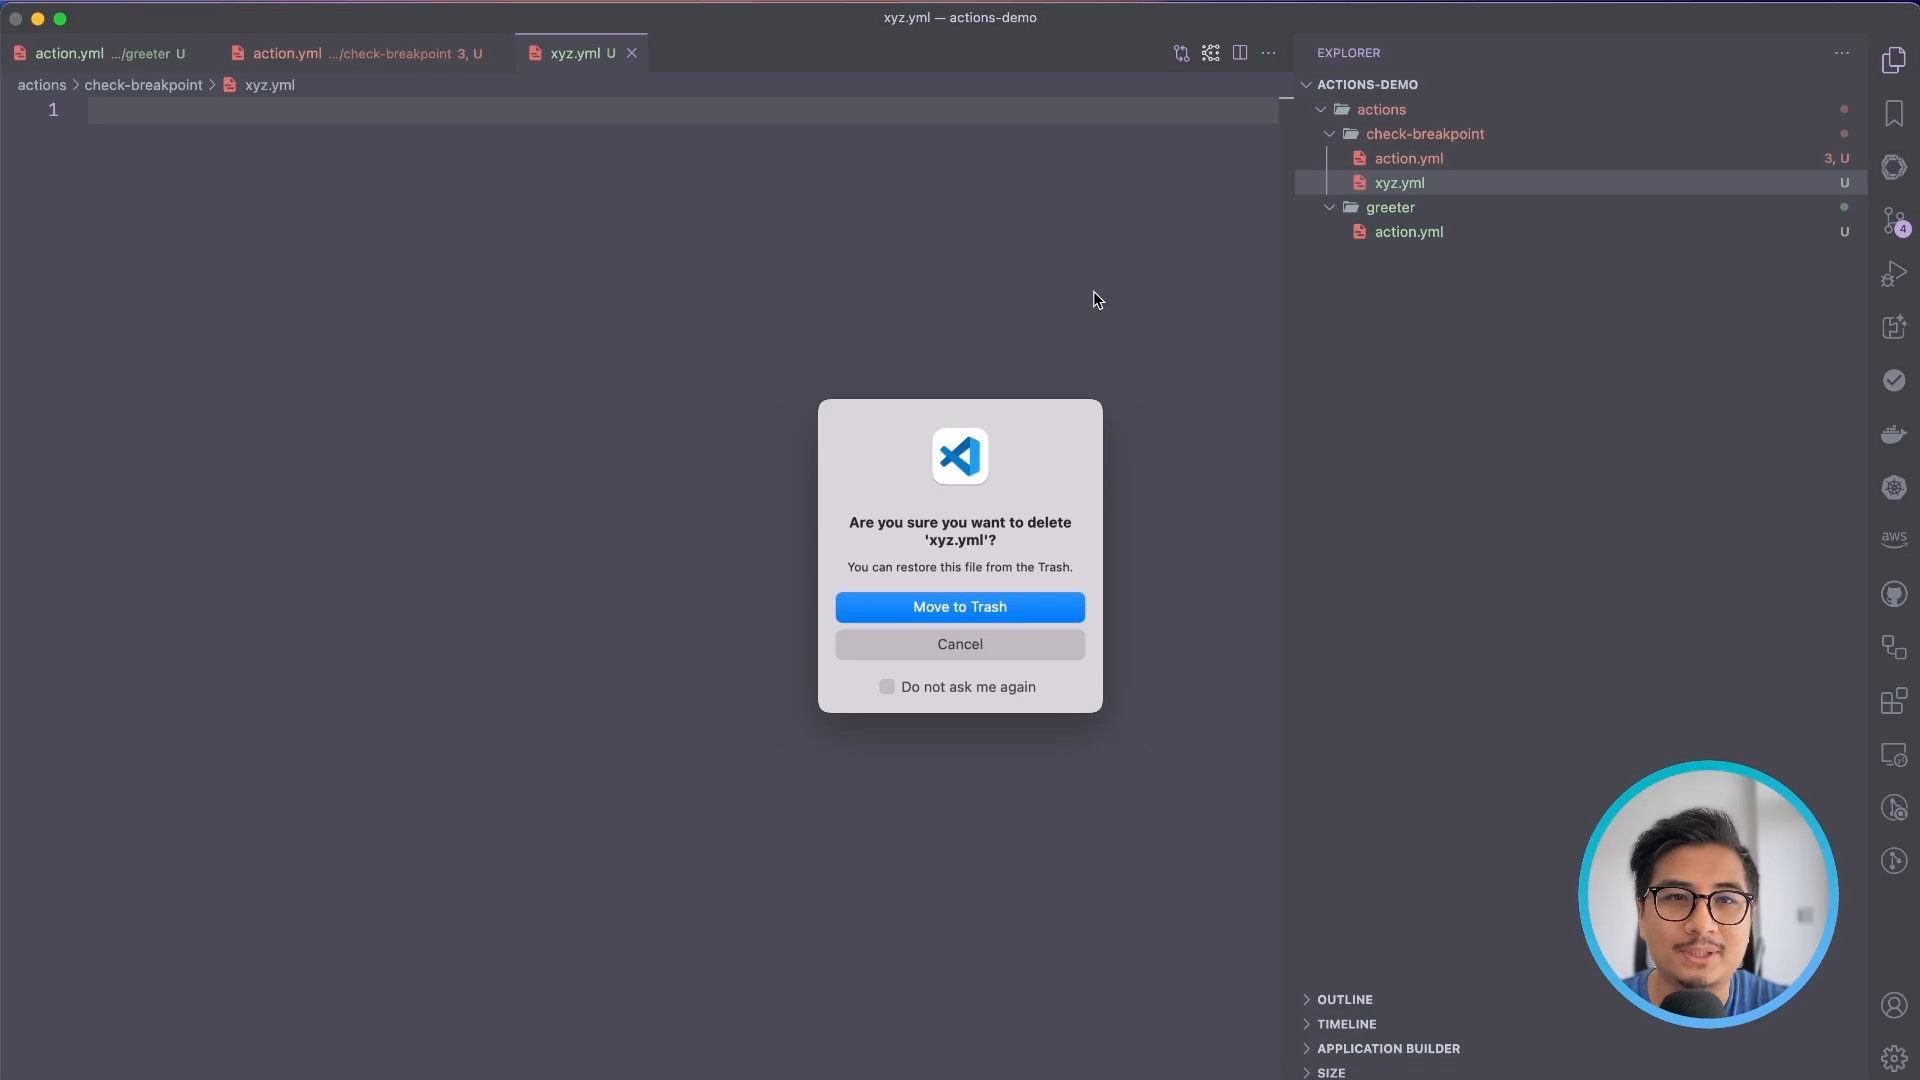 xyz.yml — actions-demo
action.yml .../greeter U
action.yml .../check-breakpoint 3, U
xyz.yml U
actions > check-breakpoint > xyz.yml
1
EXPLORER
ACTIONS-DEMO
actions
check-breakpoint
action.yml 3, U
xyz.yml U
greeter
action.yml U
4
aws
Are you sure you want to delete
'xyz.yml'?
You can restore this file from the Trash.
Move to Trash
Cancel
Do not ask me again
OUTLINE
TIMELINE
APPLICATION BUILDER
SIZE